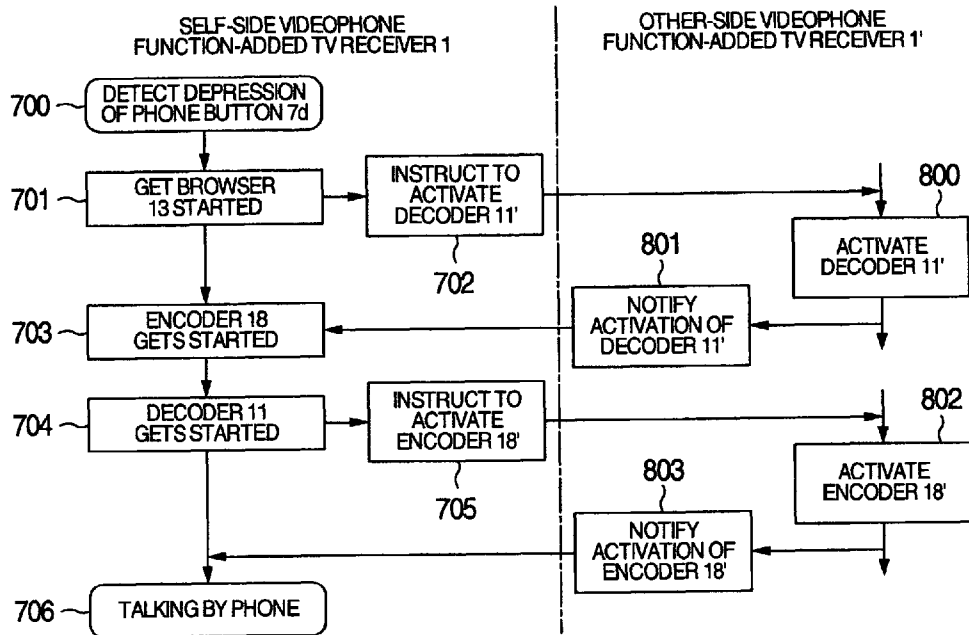 SELF-SIDE VIDEOPHONE
FUNCTION-ADDED TV RECEIVER 1
OTHER-SIDE VIDEOPHONE
FUNCTION-ADDED TV RECEIVER 1'
700
DETECT DEPRESSION
OF PHONE BUTTON 7d
701
GET BROWSER
13 STARTED
INSTRUCT TO
ACTIVATE
DECODER 11'
702
800
ACTIVATE
DECODER 11'
801
NOTIFY
ACTIVATION OF
DECODER 11'
703
ENCODER 18
GETS STARTED
704
DECODER 11
GETS STARTED
INSTRUCT TO
ACTIVATE
ENCODER 18'
705
802
ACTIVATE
ENCODER 18'
803
NOTIFY
ACTIVATION OF
ENCODER 18'
706
TALKING BY PHONE